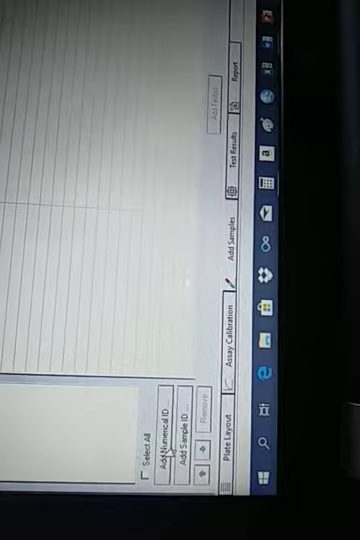 Select All
Add Numerical ID ...
Add Sample ID ...
Remove
Add Test(s)
Plate Layout
Assay Calibration
Add Samples
Test Results
Report